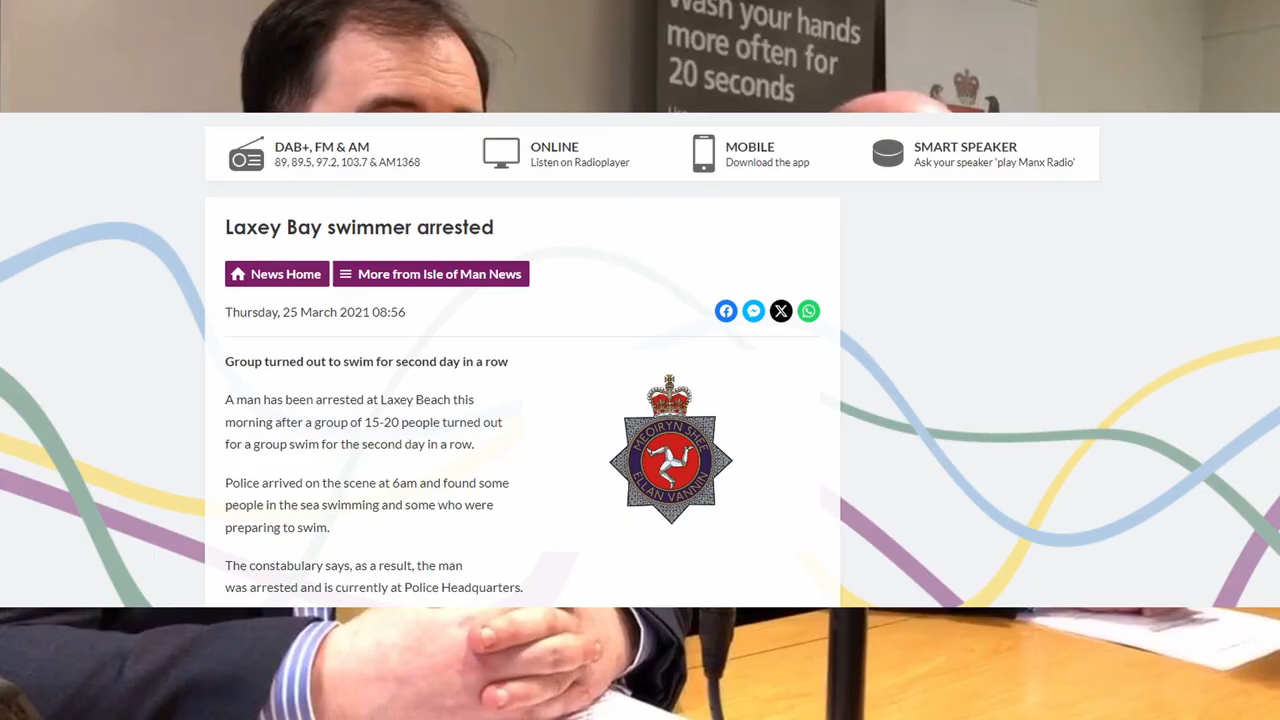 Wash your hands
more often for
20 seconds
DAB+, FM & AM
89, 89.5, 97.2, 103.7 & AM1368
ONLINE
Listen on Radioplayer
MOBILE
Download the app
SMART SPEAKER
Ask your speaker 'play Manx Radio'
Laxey Bay swimmer arrested
News Home
More from Isle of Man News
Thursday, 25 March 2021 08:56
Group turned out to swim for second day in a row
A man has been arrested at Laxey Beach this
morning after a group of 15-20 people turned out
for a group swim for the second day in a row.
MEOIRYN SHEE
ELLAN VANNIN
Police arrived on the scene at 6am and found some
people in the sea swimming and some who were
preparing to swim.
The constabulary says, as a result, the man
was arrested and is currently at Police Headquarters.